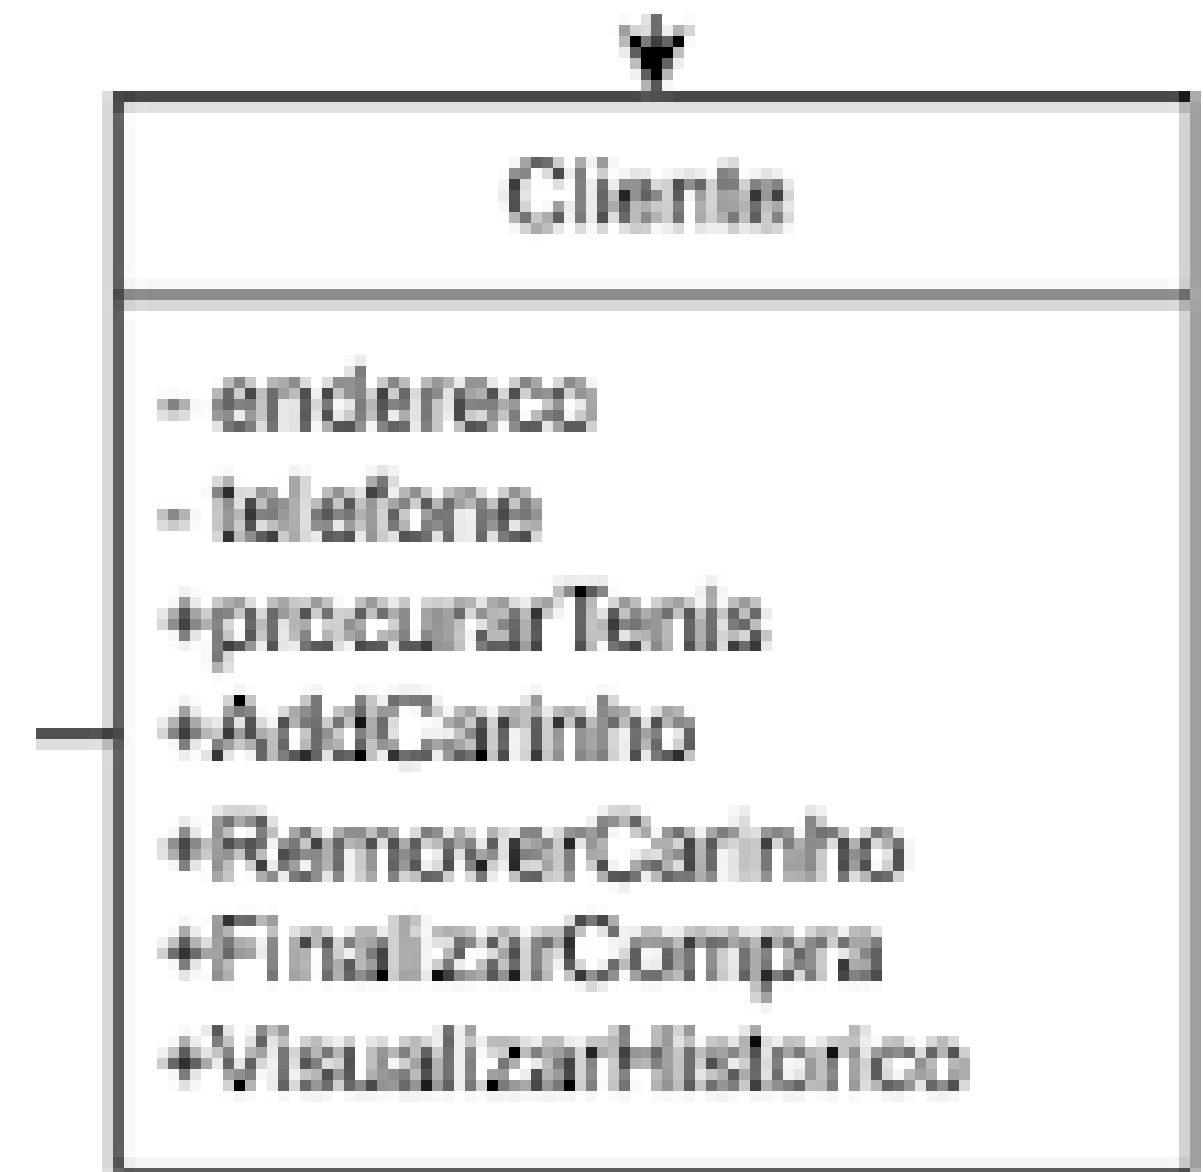 Cliente
- endereco
- telefone
+procurarTenis
+AddCarinho
+RemoverCarinho
+FinalizarCompra
+VisualizarHistorico